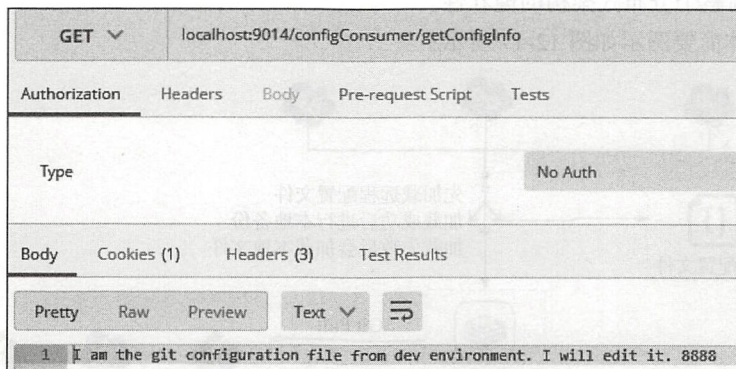 GET localhost:9014/configConsumer/getConfigInfo
Authorization Headers Body Pre-request Script Tests
Type No Auth
Body Cookies (1) Headers (3) Test Results
Pretty Raw Preview Text
1 I am the git configuration file from dev environment. I will edit it. 8888